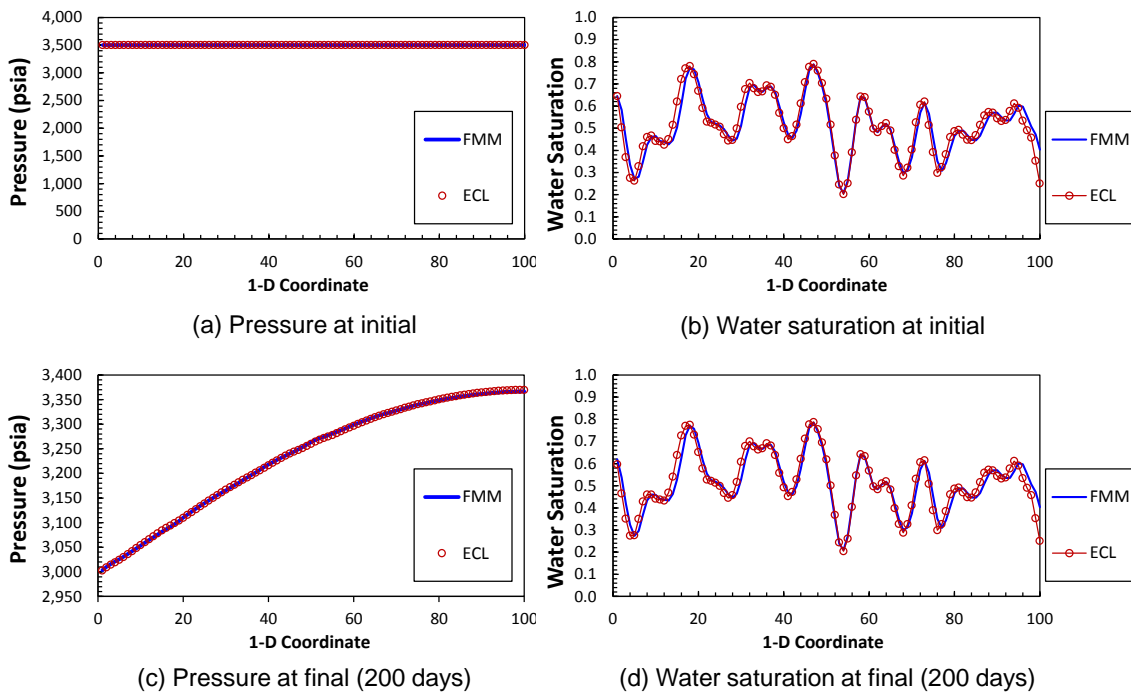 4,000
3,500
3,000
2,500
2,000
1,500
1,000
500
0
Pressure (psia)
FMM
ECL
0 20 40 60 80 100
1-D Coordinate
(a) Pressure at initial
1.0
0.9
0.8
0.7
0.6
0.5
0.4
0.3
0.2
0.1
0.0
Water Saturation
FMM
ECL
0 20 40 60 80 100
1-D Coordinate
(b) Water saturation at initial
3,400
3,350
3,300
3,250
3,200
3,150
3,100
3,050
3,000
2,950
Pressure (psia)
FMM
ECL
0 20 40 60 80 100
1-D Coordinate
(c) Pressure at final (200 days)
1.0
0.9
0.8
0.7
0.6
0.5
0.4
0.3
0.2
0.1
0.0
Water Saturation
FMM
ECL
0 20 40 60 80 100
1-D Coordinate
(d) Water saturation at final (200 days)